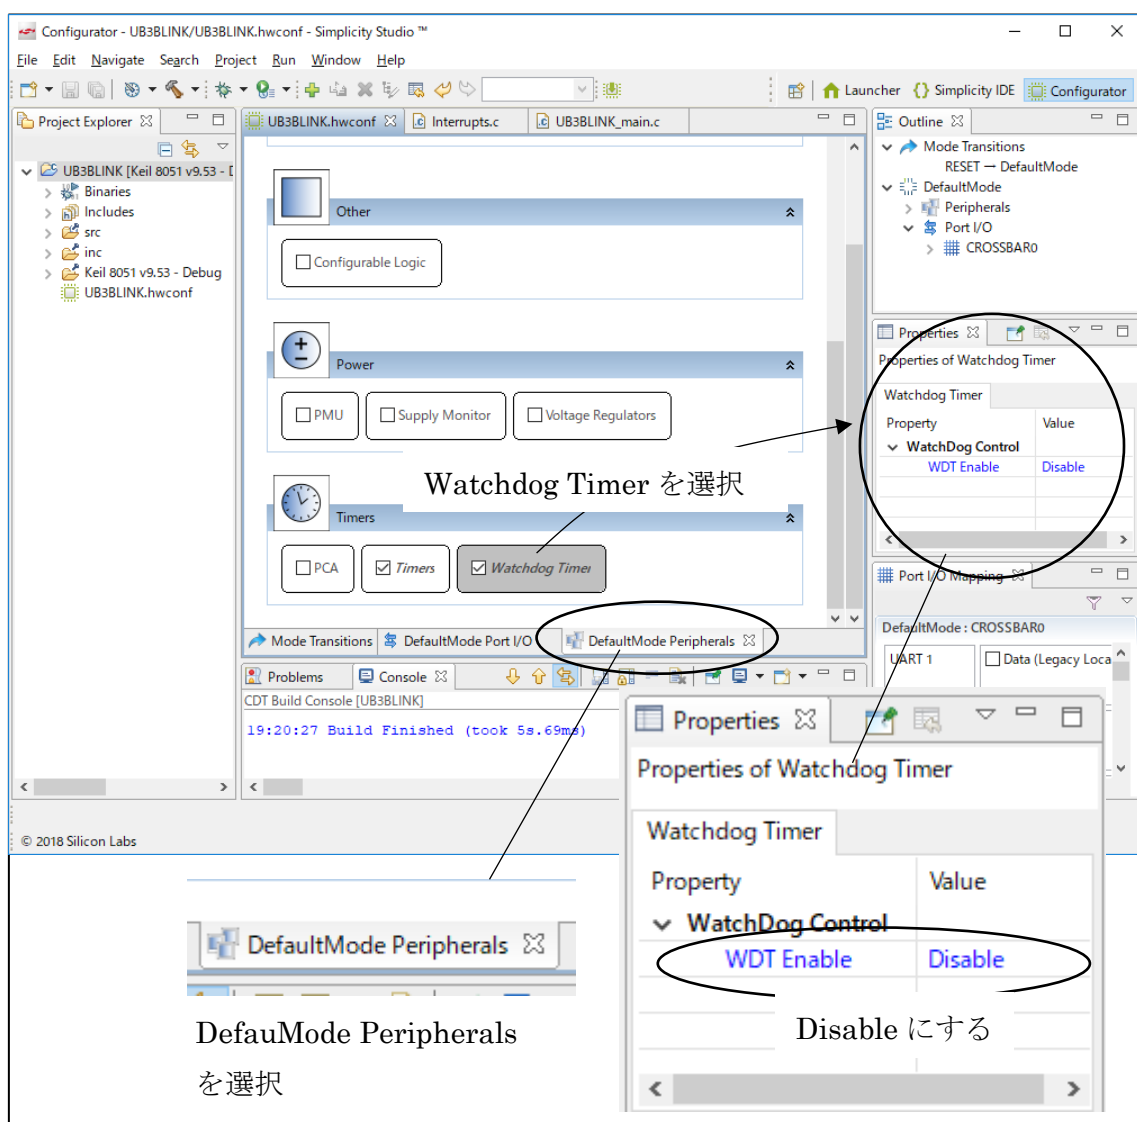 Configurator - UB3BLINK/UB3BLINK.hwconf - Simplicity Studio ™
File Edit Navigate Search Project Run Window Help
Launcher Simplicity IDE Configurator
Project Explorer
UB3BLINK [Keil 8051 v9.53 - D
Binaries
Includes
src
inc
Keil 8051 v9.53 - Debug
UB3BLINK.hwconf
UB3BLINK.hwconf Interrupts.c UB3BLINK_main.c
Other
Configurable Logic
Power
PMU Supply Monitor Voltage Regulators
Watchdog Timer を選択
Timers
PCA Timers Watchdog Timer
Mode Transitions DefaultMode Port I/O DefaultMode Peripherals
Outline
Mode Transitions
RESET → DefaultMode
DefaultMode
Peripherals
Port I/O
CROSSBAR0
Properties
Properties of Watchdog Timer
Watchdog Timer
Property Value
WatchDog Control
WDT Enable Disable
Port I/O Mapping
DefaultMode : CROSSBAR0
UART 1 Data (Legacy Loca
Problems Console
CDT Build Console [UB3BLINK]
19:20:27 Build Finished (took 5s.69ms)
© 2018 Silicon Labs
Properties
Properties of Watchdog Timer
Watchdog Timer
Property Value
WatchDog Control
WDT Enable Disable
Disable にする
DefaultMode Peripherals
DefauMode Peripherals
を選択